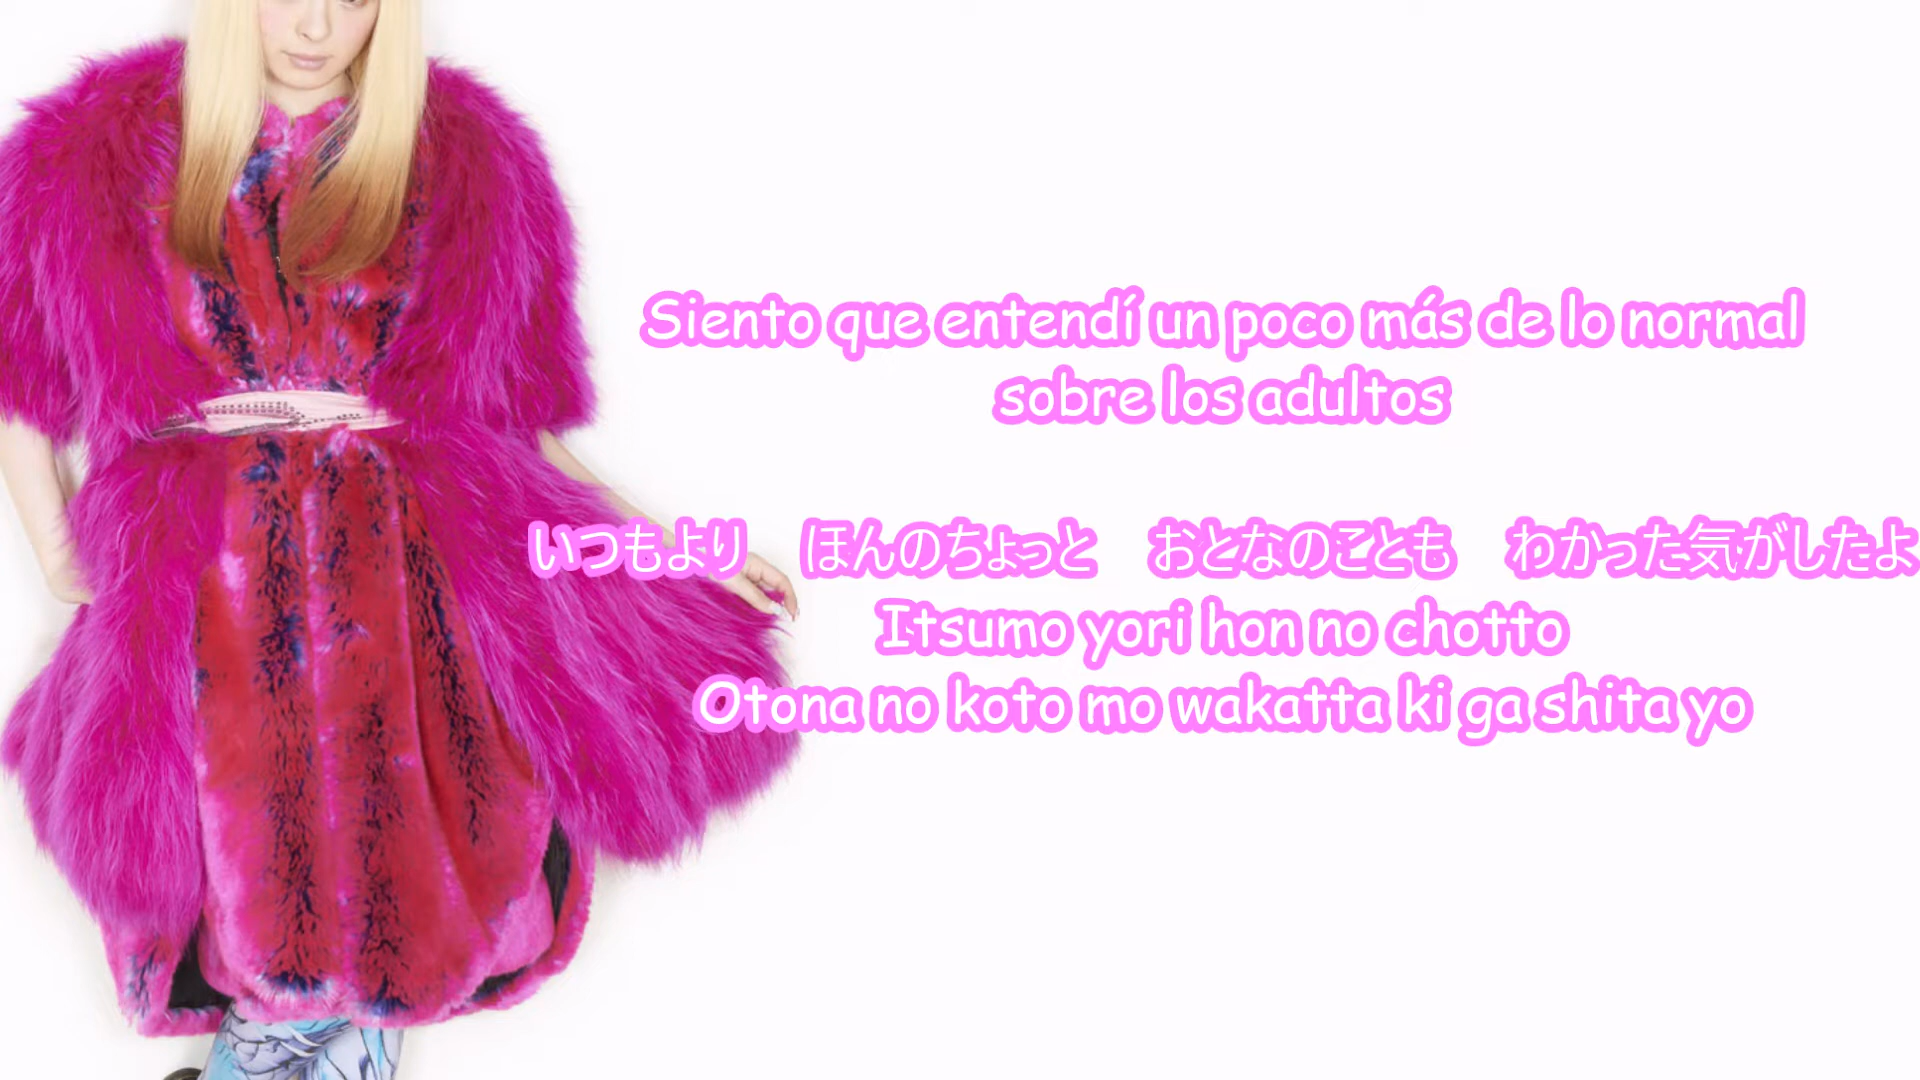 Siento que entendí un poco más de lo normal
sobre los adultos
いつもより　ほんのちょっと　おとなのことも　わかった気がしたよ
Itsumo yori hon no chotto
Otona no koto mo wakatta ki ga shita yo